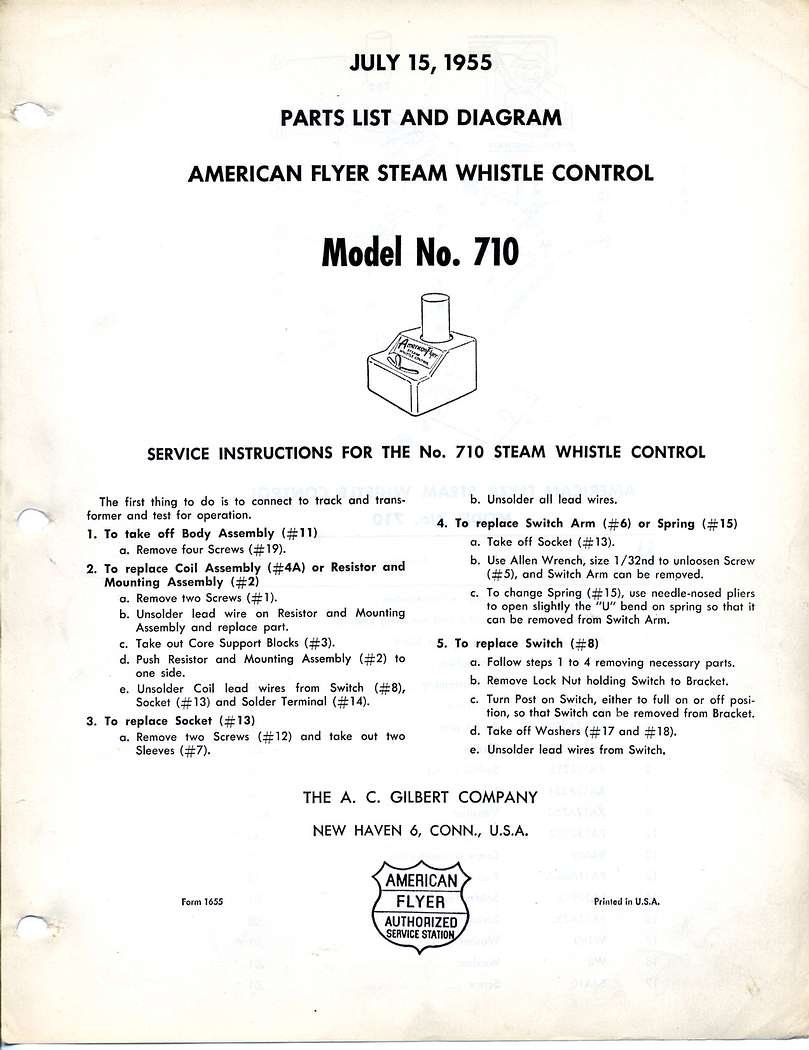 JULY 15, 1955
PARTS LIST AND DIAGRAM
AMERICAN FLYER STEAM WHISTLE CONTROL
Model No. 710
American Flyer
STEAM
WHISTLE CONTROL
SERVICE INSTRUCTIONS FOR THE No. 710 STEAM WHISTLE CONTROL
The first thing to do is to connect to track and trans-
former and test for operation.
1. To take off Body Assembly (#11)
a. Remove four Screws (#19).
2. To replace Coil Assembly (#4A) or Resistor and
Mounting Assembly (#2)
a. Remove two Screws (#1).
b. Unsolder lead wire on Resistor and Mounting
Assembly and replace part.
c. Take out Core Support Blocks (#3).
d. Push Resistor and Mounting Assembly (#2) to
one side.
e. Unsolder Coil lead wires from Switch (#8),
Socket (#13) and Solder Terminal (#14).
3. To replace Socket (#13)
a. Remove two Screws (#12) and take out two
Sleeves (#7).
b. Unsolder all lead wires.
4. To replace Switch Arm (#6) or Spring (#15)
a. Take off Socket (#13).
b. Use Allen Wrench, size 1/32nd to unloosen Screw
(#5), and Switch Arm can be removed.
c. To change Spring (#15), use needle-nosed pliers
to open slightly the "U" bend on spring so that it
can be removed from Switch Arm.
5. To replace Switch (#8)
a. Follow steps 1 to 4 removing necessary parts.
b. Remove Lock Nut holding Switch to Bracket.
c. Turn Post on Switch, either to full on or off posi-
tion, so that Switch can be removed from Bracket.
d. Take off Washers (#17 and #18).
e. Unsolder lead wires from Switch.
THE A. C. GILBERT COMPANY
NEW HAVEN 6, CONN., U.S.A.
AMERICAN
FLYER
AUTHORIZED
SERVICE STATION
Form 1655
Printed in U.S.A.